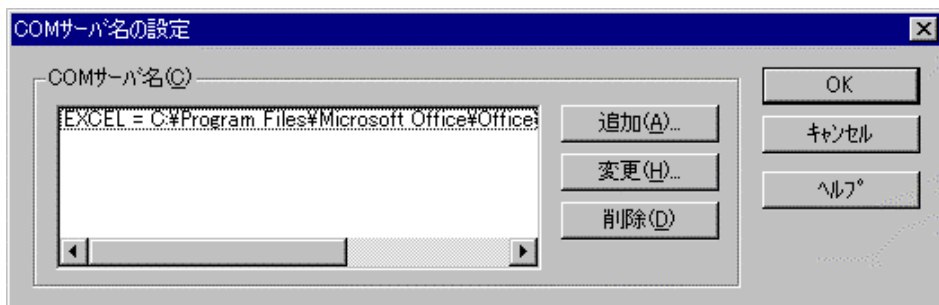 COMサーバ名の設定
COMサーバ名(C)
EXCEL = C:¥Program Files¥Microsoft Office¥Office¥
追加(A)...
変更(H)...
削除(D)
OK
キャンセル
ヘルプ